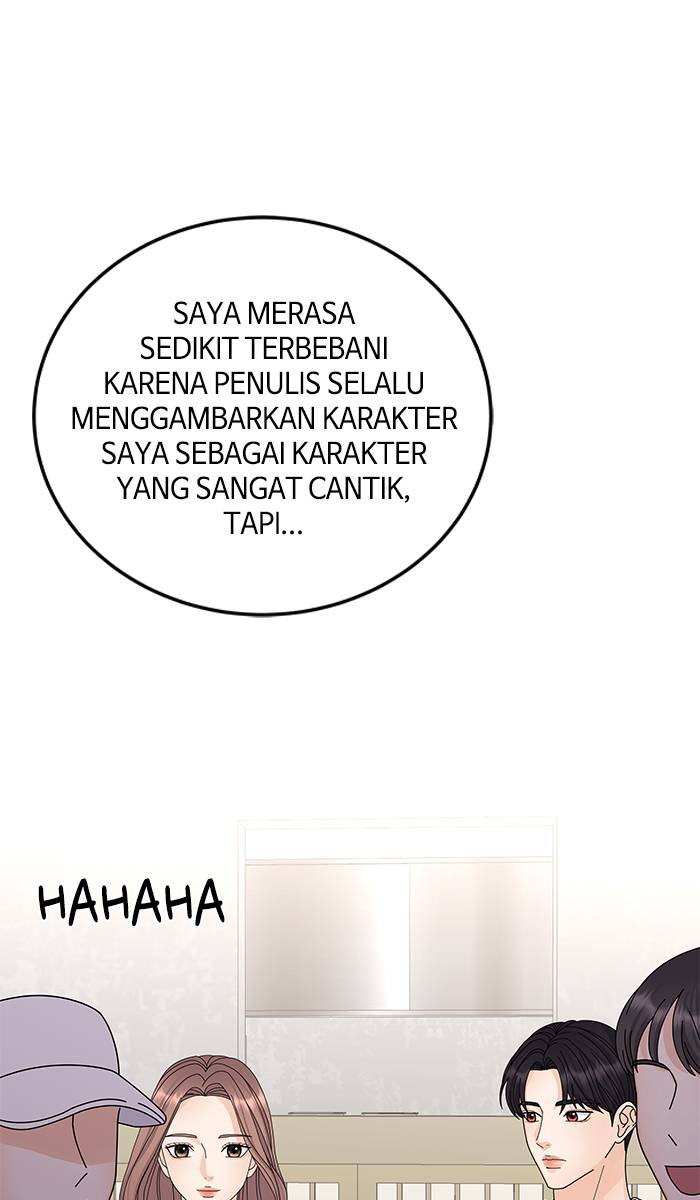 SAYA MERASA
SEDIKIT TERBEBANI
KARENA PENULIS SELALU
MENGGAMBARKAN KARAKTER
SAYA SEBAGAI KARAKTER
YANG SANGAT CANTIK,
TAPI...
HAHAHA